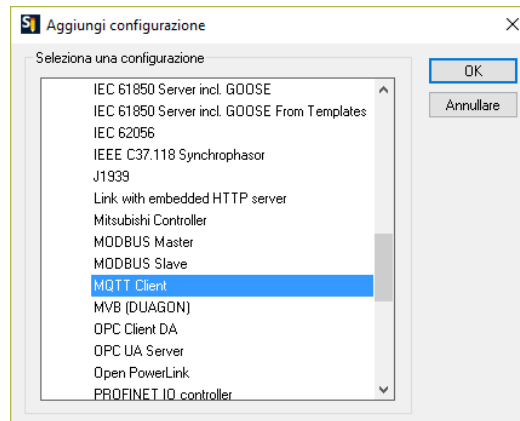 Aggiungi configurazione
Seleziona una configurazione
IEC 61850 Server incl. GOOSE
IEC 61850 Server incl. GOOSE From Templates
IEC 62056
IEEE C37.118 Synchrophasor
J1939
Link with embedded HTTP server
Mitsubishi Controller
MODBUS Master
MODBUS Slave
MQTT Client
MVB (DUAGON)
OPC Client DA
OPC UA Server
Open PowerLink
PROFINET IO controller
OK
Annullare